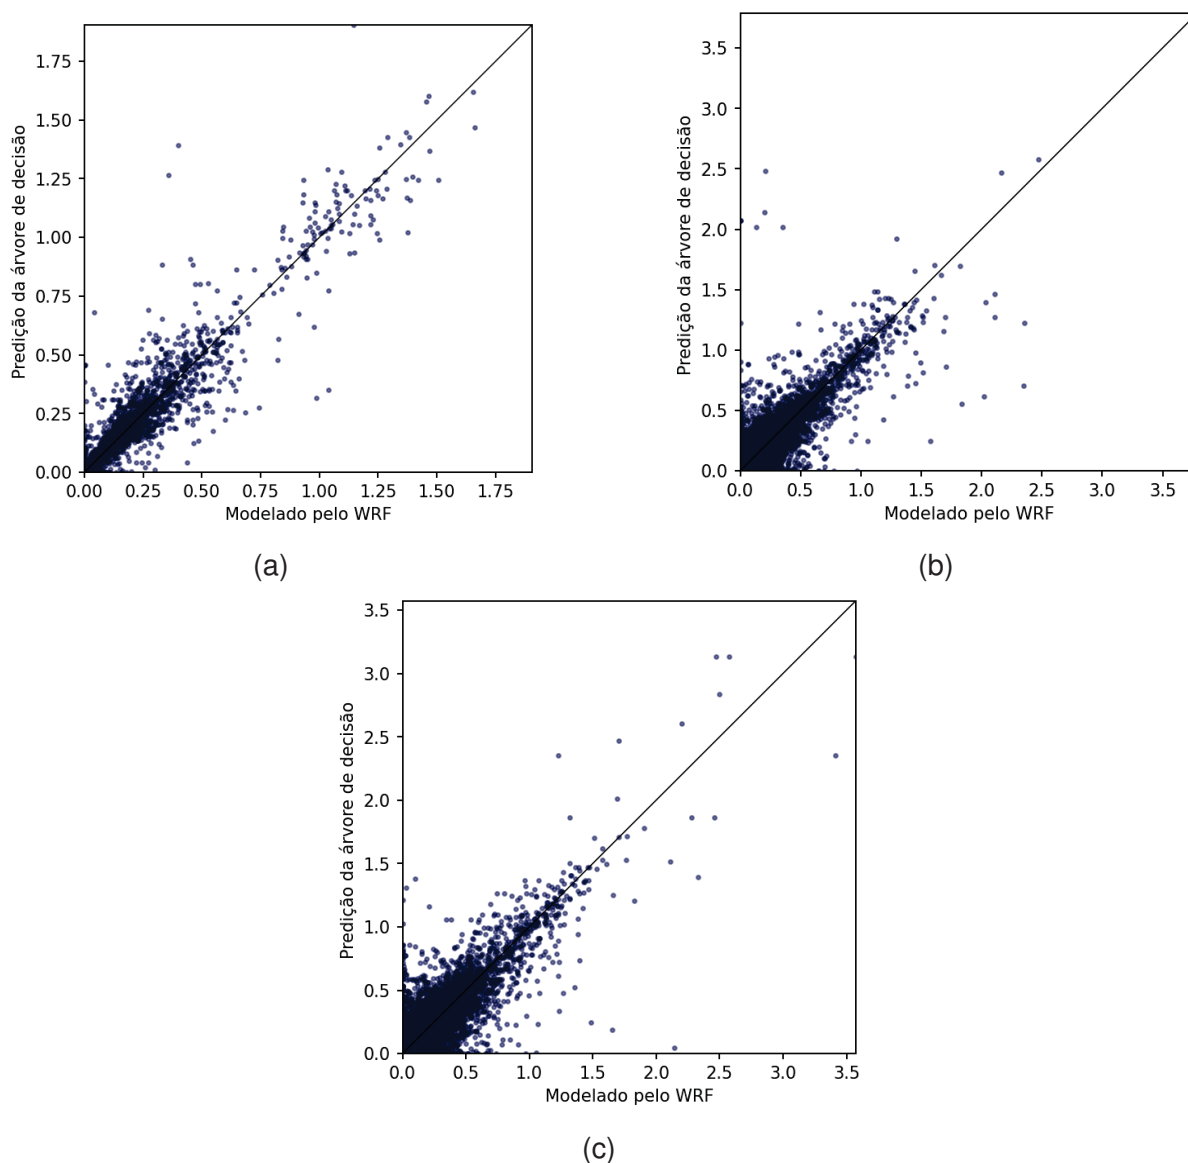 Predição da árvore de decisão
1.75
1.50
1.25
1.00
0.75
0.50
0.25
0.00
0.00 0.25 0.50 0.75 1.00 1.25 1.50 1.75
Modelado pelo WRF
(a)
Predição da árvore de decisão
3.5
3.0
2.5
2.0
1.5
1.0
0.5
0.0
0.0 0.5 1.0 1.5 2.0 2.5 3.0 3.5
Modelado pelo WRF
(b)
Predição da árvore de decisão
3.5
3.0
2.5
2.0
1.5
1.0
0.5
0.0
0.0 0.5 1.0 1.5 2.0 2.5 3.0 3.5
Modelado pelo WRF
(c)